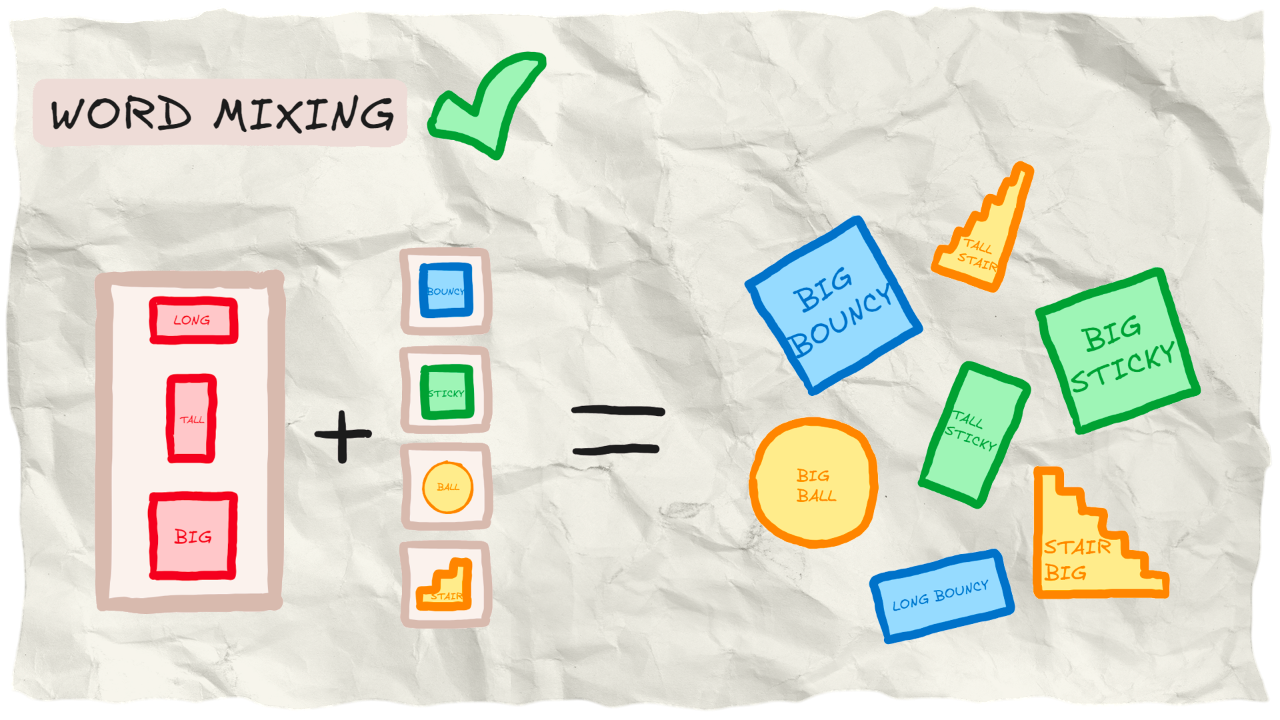 WORD MIXING
LONG
TALL
BIG
BOUNCY
STICKY
BALL
STAIR
BIG
BOUNCY
TALL
STAIR
BIG
STICKY
TALL
STICKY
BIG
BALL
STAIR
BIG
LONG BOUNCY